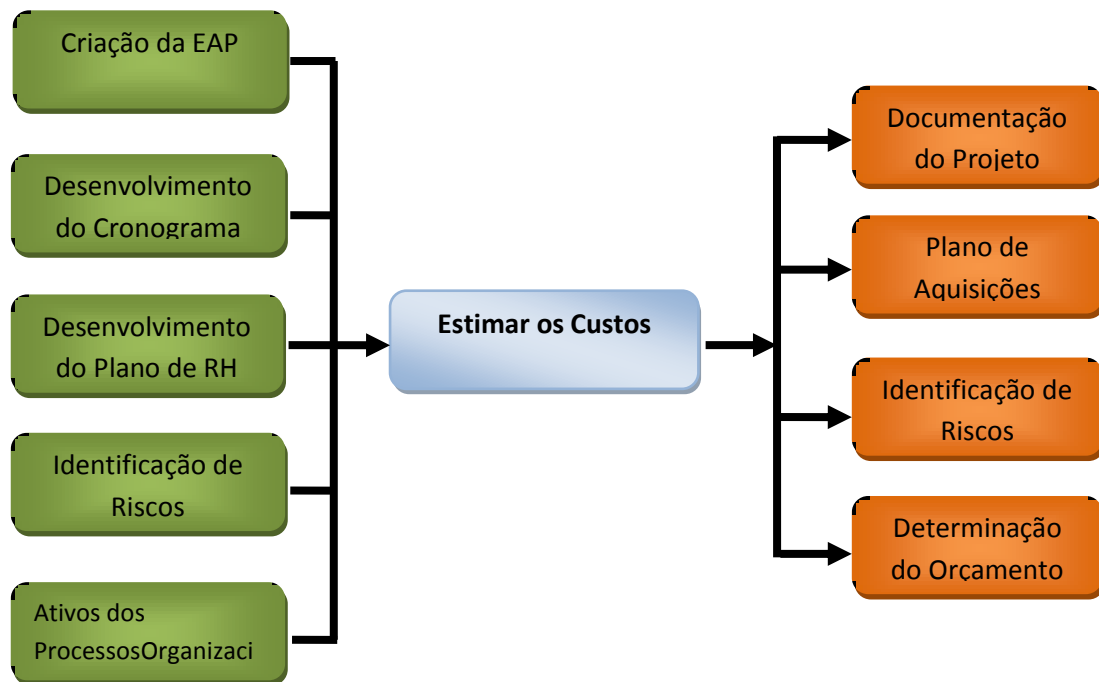 Criação da EAP
Desenvolvimento
do Cronograma
Desenvolvimento
do Plano de RH
Identificação de
Riscos
Ativos dos
ProcessosOrganizaci
Estimar os Custos
Documentação
do Projeto
Plano de
Aquisições
Identificação de
Riscos
Determinação
do Orçamento